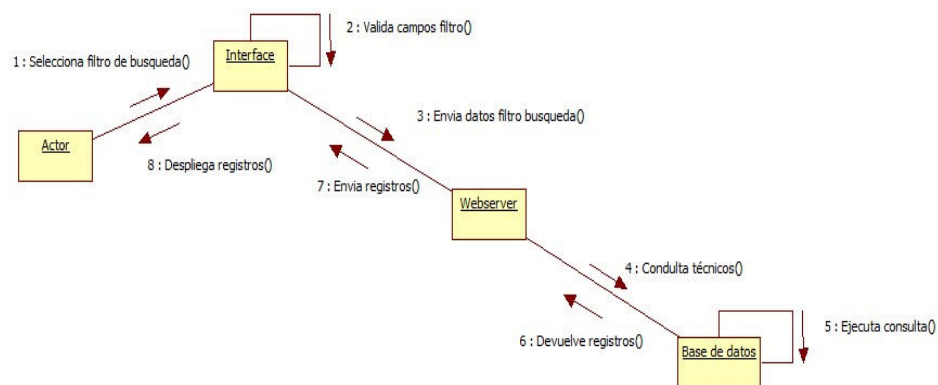 2 : Valida campos filtro()
Interface
1 : Selecciona filtro de busqueda()
3 : Envia datos filtro busqueda()
Actor
8 : Despliega registros()
7 : Envia registros()
Webserver
4 : Condulta técnicos()
5 : Ejecuta consulta()
6 : Devuelve registros()
Base de datos